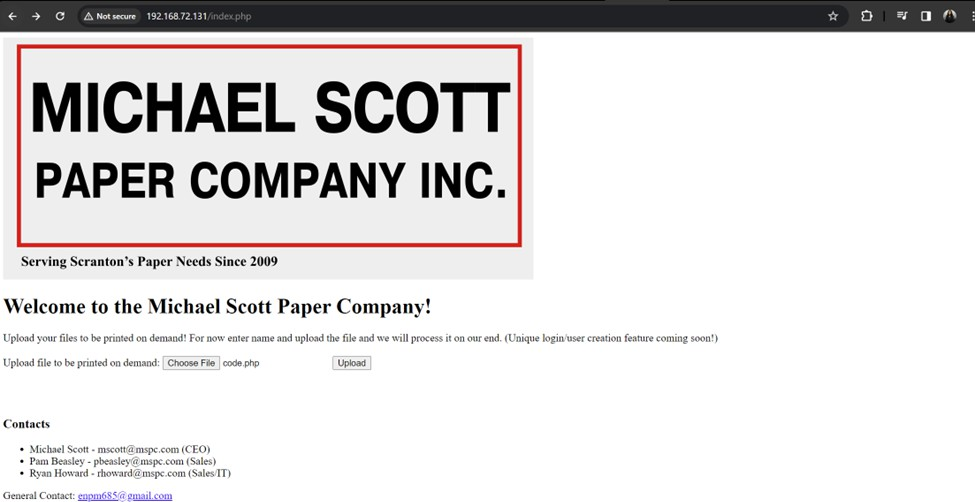 Not secure 192.168.72.131/index.php
MICHAEL SCOTT
PAPER COMPANY INC.
Serving Scranton’s Paper Needs Since 2009
Welcome to the Michael Scott Paper Company!
Upload your files to be printed on demand! For now enter name and upload the file and we will process it on our end. (Unique login/user creation feature coming soon!)
Upload file to be printed on demand: Choose File code.php Upload
Contacts
Michael Scott - mscott@mspc.com (CEO)
Pam Beasley - pbeasley@mspc.com (Sales)
Ryan Howard - rhoward@mspc.com (Sales/IT)
General Contact: enpm685@gmail.com